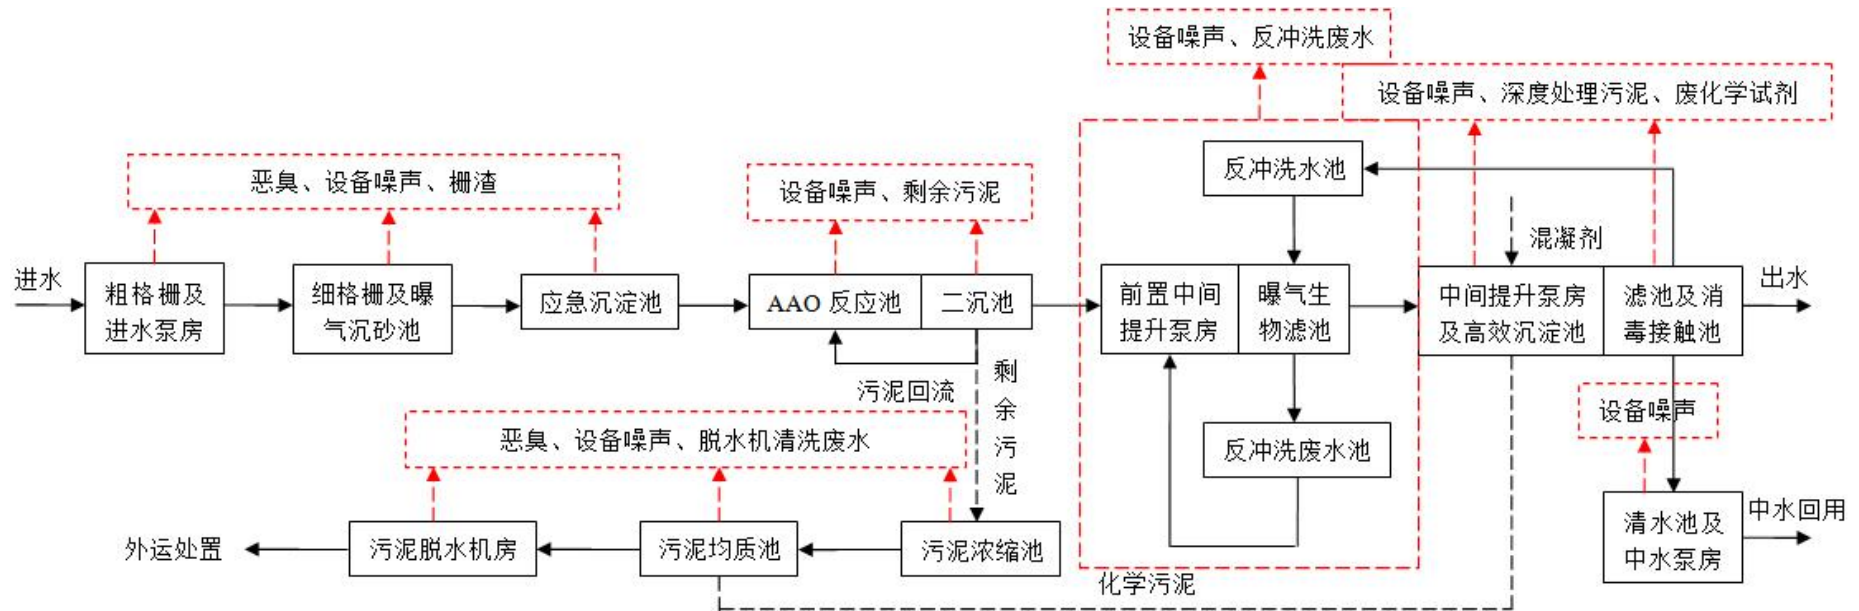 设备噪声、反冲洗废水
设备噪声、深度处理污泥、废化学试剂
恶臭、设备噪声、栅渣
设备噪声、剩余污泥
反冲洗水池
混凝剂
进水
粗格栅及
进水泵房
细格栅及曝
气沉砂池
应急沉淀池
AAO 反应池
二沉池
前置中间
提升泵房
曝气生
物滤池
中间提升泵房
及高效沉淀池
滤池及消
毒接触池
出水
污泥回流
剩余污泥
设备噪声
恶臭、设备噪声、脱水机清洗废水
反冲洗废水池
外运处置
污泥脱水机房
污泥均质池
污泥浓缩池
化学污泥
清水池及
中水泵房
中水回用